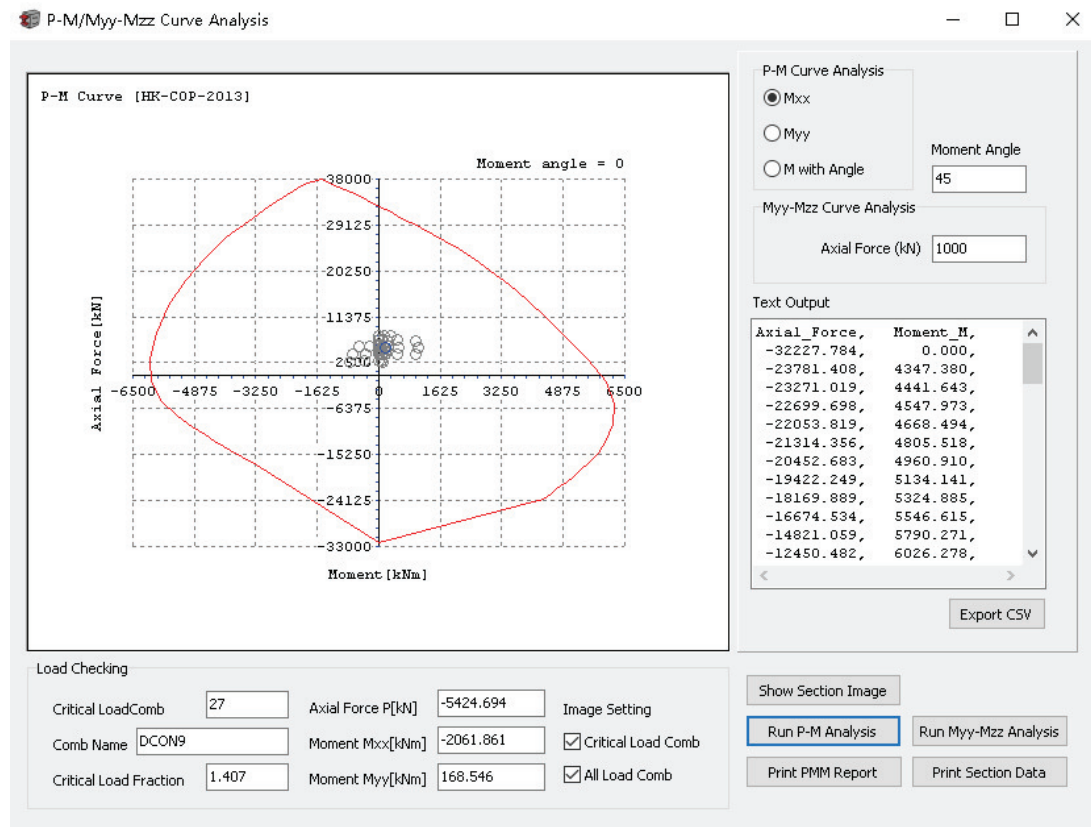 P-M/Myy-Mzz Curve Analysis
P-M Curve [HK-COP-2013]
Moment angle = 0
38000
29125
20250
11375
2500
-6500 -4875 -3250 -1625 0 1625 3250 4875 6500
-6375
-15250
-24125
-33000
Axial Force[kN]
Moment[kNm]
P-M Curve Analysis
Mxx
Myy
M with Angle
Moment Angle
45
Myy-Mzz Curve Analysis
Axial Force (kN) 1000
Text Output
Axial_Force, Moment_M,
-32227.784, 0.000,
-23781.408, 4347.380,
-23271.019, 4441.643,
-22699.698, 4547.973,
-22053.819, 4668.494,
-21314.356, 4805.518,
-20452.683, 4960.910,
-19422.249, 5134.141,
-18169.889, 5324.885,
-16674.534, 5546.615,
-14821.059, 5790.271,
-12450.482, 6026.278,
Export CSV
Load Checking
Critical LoadComb 27
Comb Name DCON9
Critical Load Fraction 1.407
Axial Force P[kN] -5424.694
Moment Mxx[kNm] -2061.861
Moment Myy[kNm] 168.546
Image Setting
Critical Load Comb
All Load Comb
Show Section Image
Run P-M Analysis Run Myy-Mzz Analysis
Print PMM Report Print Section Data